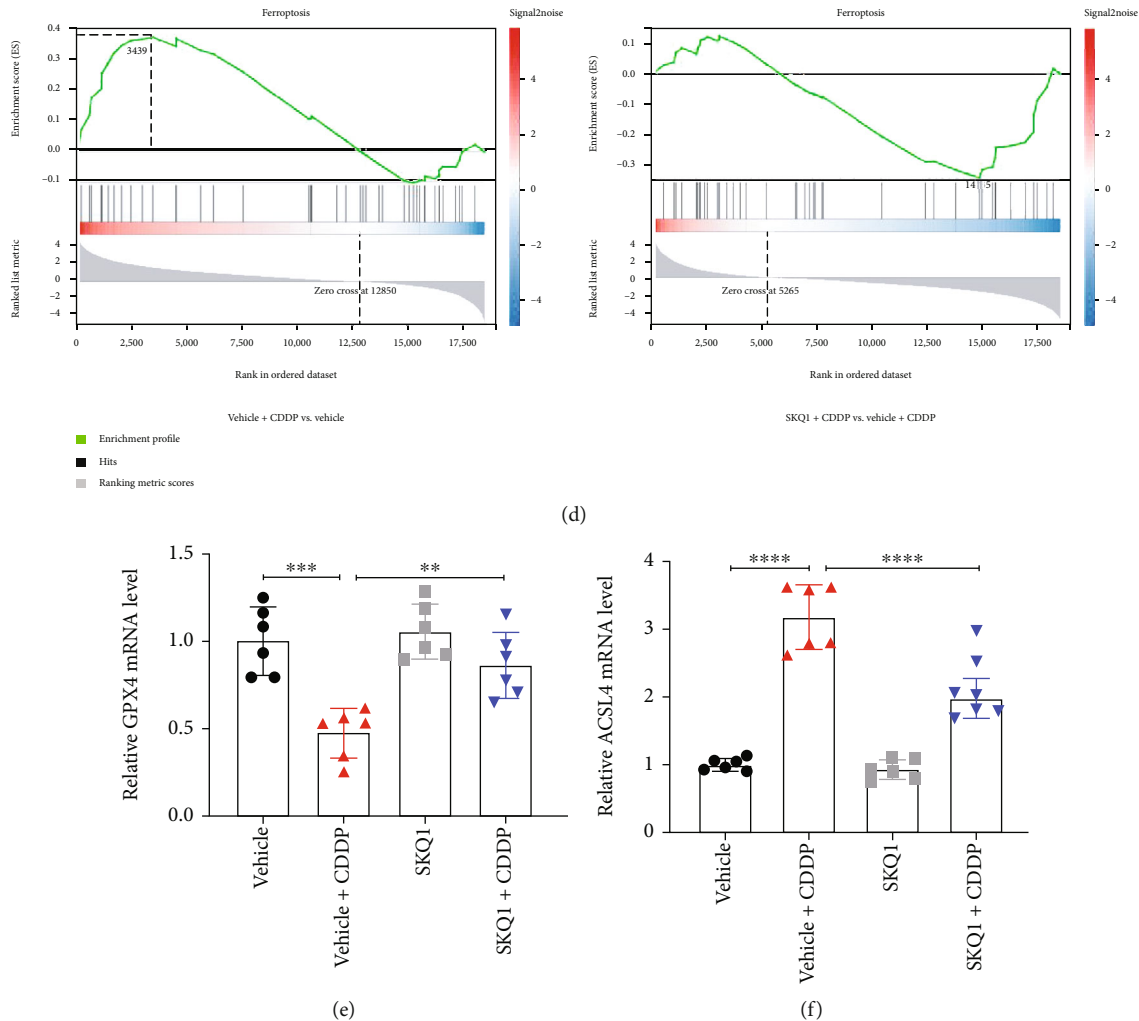 Ferroptosis
Signal2noise
Enrichment score (ES)
0.4
0.3
0.2
0.1
0.0
−0.1
3439
4
2
0
−2
−4
Ranked list metric
4
2
0
−2
−4
Zero cross at 12850
0
2,500
5,000
7,500
10,000
12,500
15,000
17,500
Rank in ordered dataset
Vehicle + CDDP vs. vehicle
Ferroptosis
Signal2noise
Enrichment score (ES)
0.1
0.0
−0.1
−0.2
−0.3
4
2
0
−2
−4
Ranked list metric
4
2
0
−2
−4
Zero cross at 5265
0
2,500
5,000
7,500
10,000
12,500
15,000
17,500
Rank in ordered dataset
SKQ1 + CDDP vs. vehicle + CDDP
Enrichment profile
Hits
Ranking metric scores
(d)
Relative GPX4 mRNA level
1.5
1.0
0.5
0.0
***
**
Vehicle
Vehicle + CDDP
SKQ1
SKQ1 + CDDP
(e)
Relative ACSL4 mRNA level
4
3
2
1
0
****
****
Vehicle
Vehicle + CDDP
SKQ1
SKQ1 + CDDP
(f)